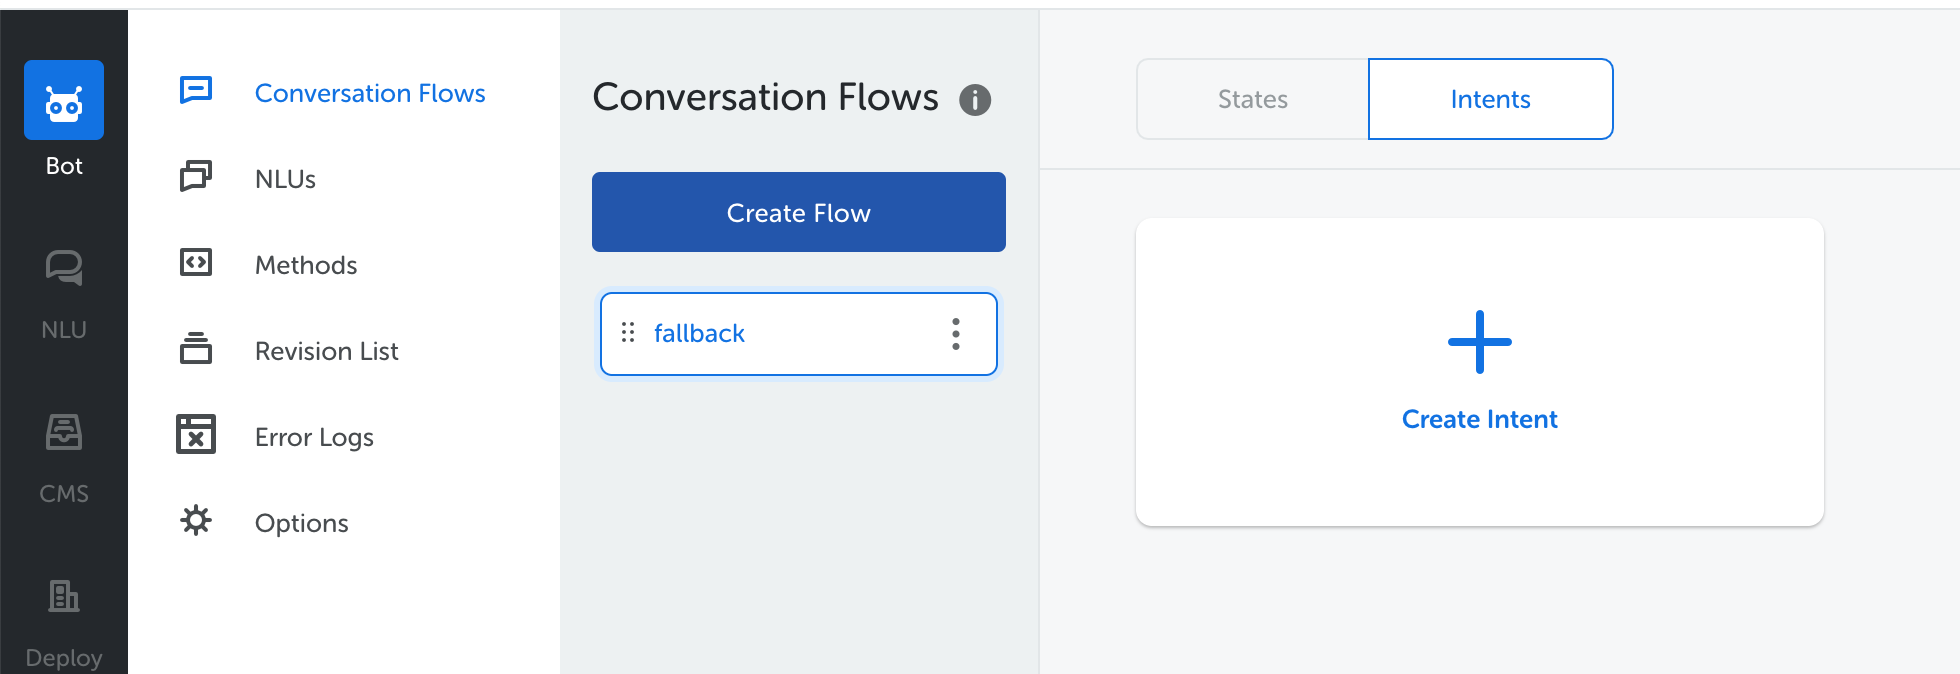 Bot
NLU
CMS
Deploy
Conversation Flows
NLUs
Methods
Revision List
Error Logs
Options
Conversation Flows
Create Flow
fallback
States
Intents
Create Intent